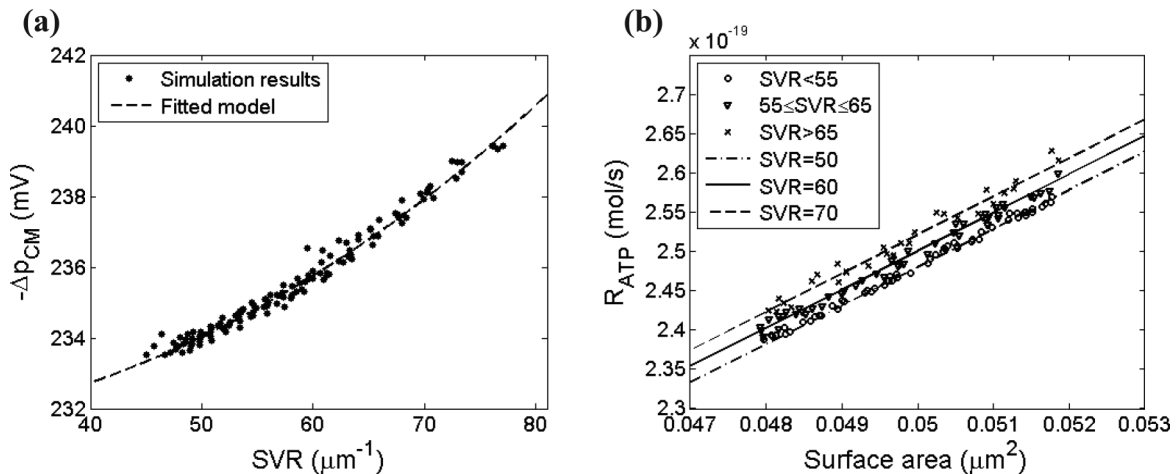 (a)
242
240
238
236
234
232
40
50
60
70
80
-Δp_CM (mV)
SVR (μm⁻¹)
Simulation results
Fitted model
(b)
x 10⁻¹⁹
2.7
2.65
2.6
2.55
2.5
2.45
2.4
2.35
2.3
0.047
0.048
0.049
0.05
0.051
0.052
0.053
R_ATP (mol/s)
Surface area (μm²)
SVR<55
55≤SVR≤65
SVR>65
SVR=50
SVR=60
SVR=70